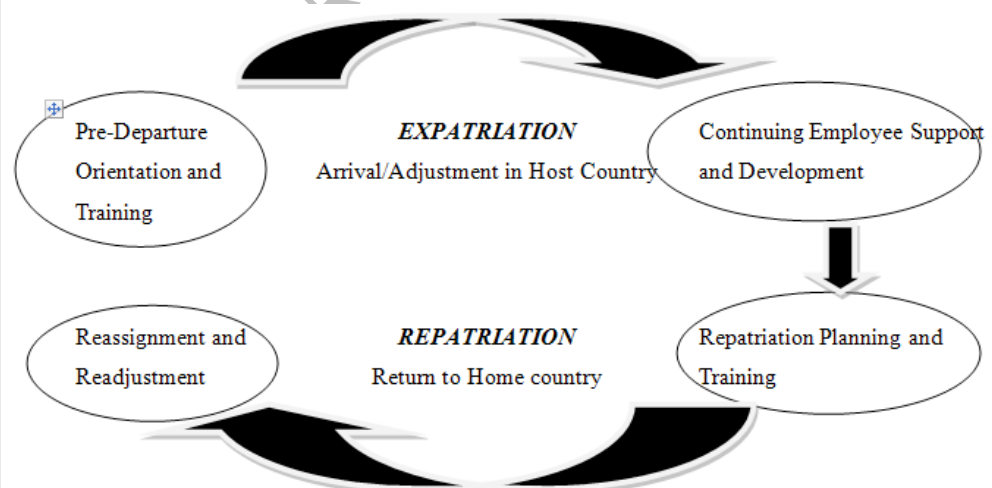 Pre-Departure
Orientation and
Training
EXPATRIATION
Arrival/Adjustment in Host Country
Continuing Employee Support
and Development
Reassignment and
Readjustment
REPATRIATION
Return to Home country
Repatriation Planning and
Training